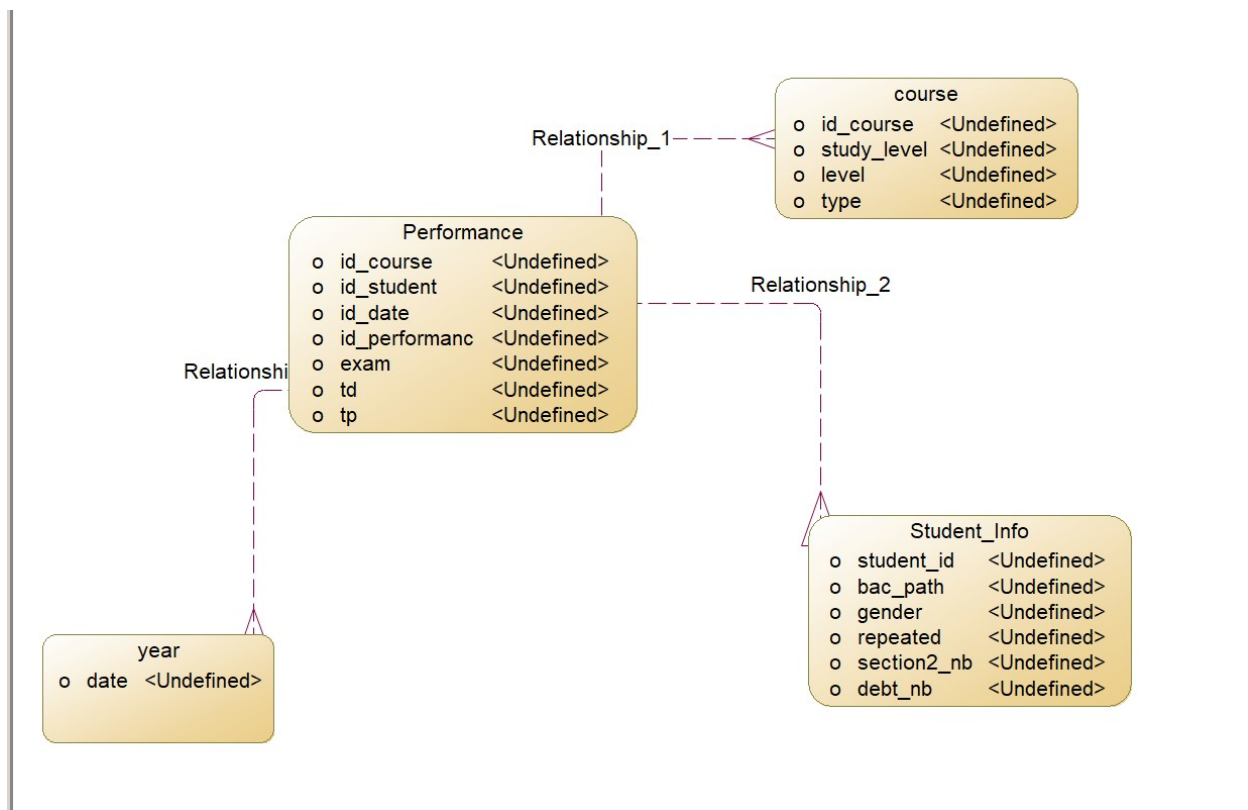 course
id_course <Undefined>
study_level <Undefined>
level <Undefined>
type <Undefined>
Relationship_1
Performance
id_course <Undefined>
id_student <Undefined>
id_date <Undefined>
id_performanc <Undefined>
exam <Undefined>
td <Undefined>
tp <Undefined>
Relationship_2
Relationshi
Student_Info
student_id <Undefined>
bac_path <Undefined>
gender <Undefined>
repeated <Undefined>
section2_nb <Undefined>
debt_nb <Undefined>
year
date <Undefined>